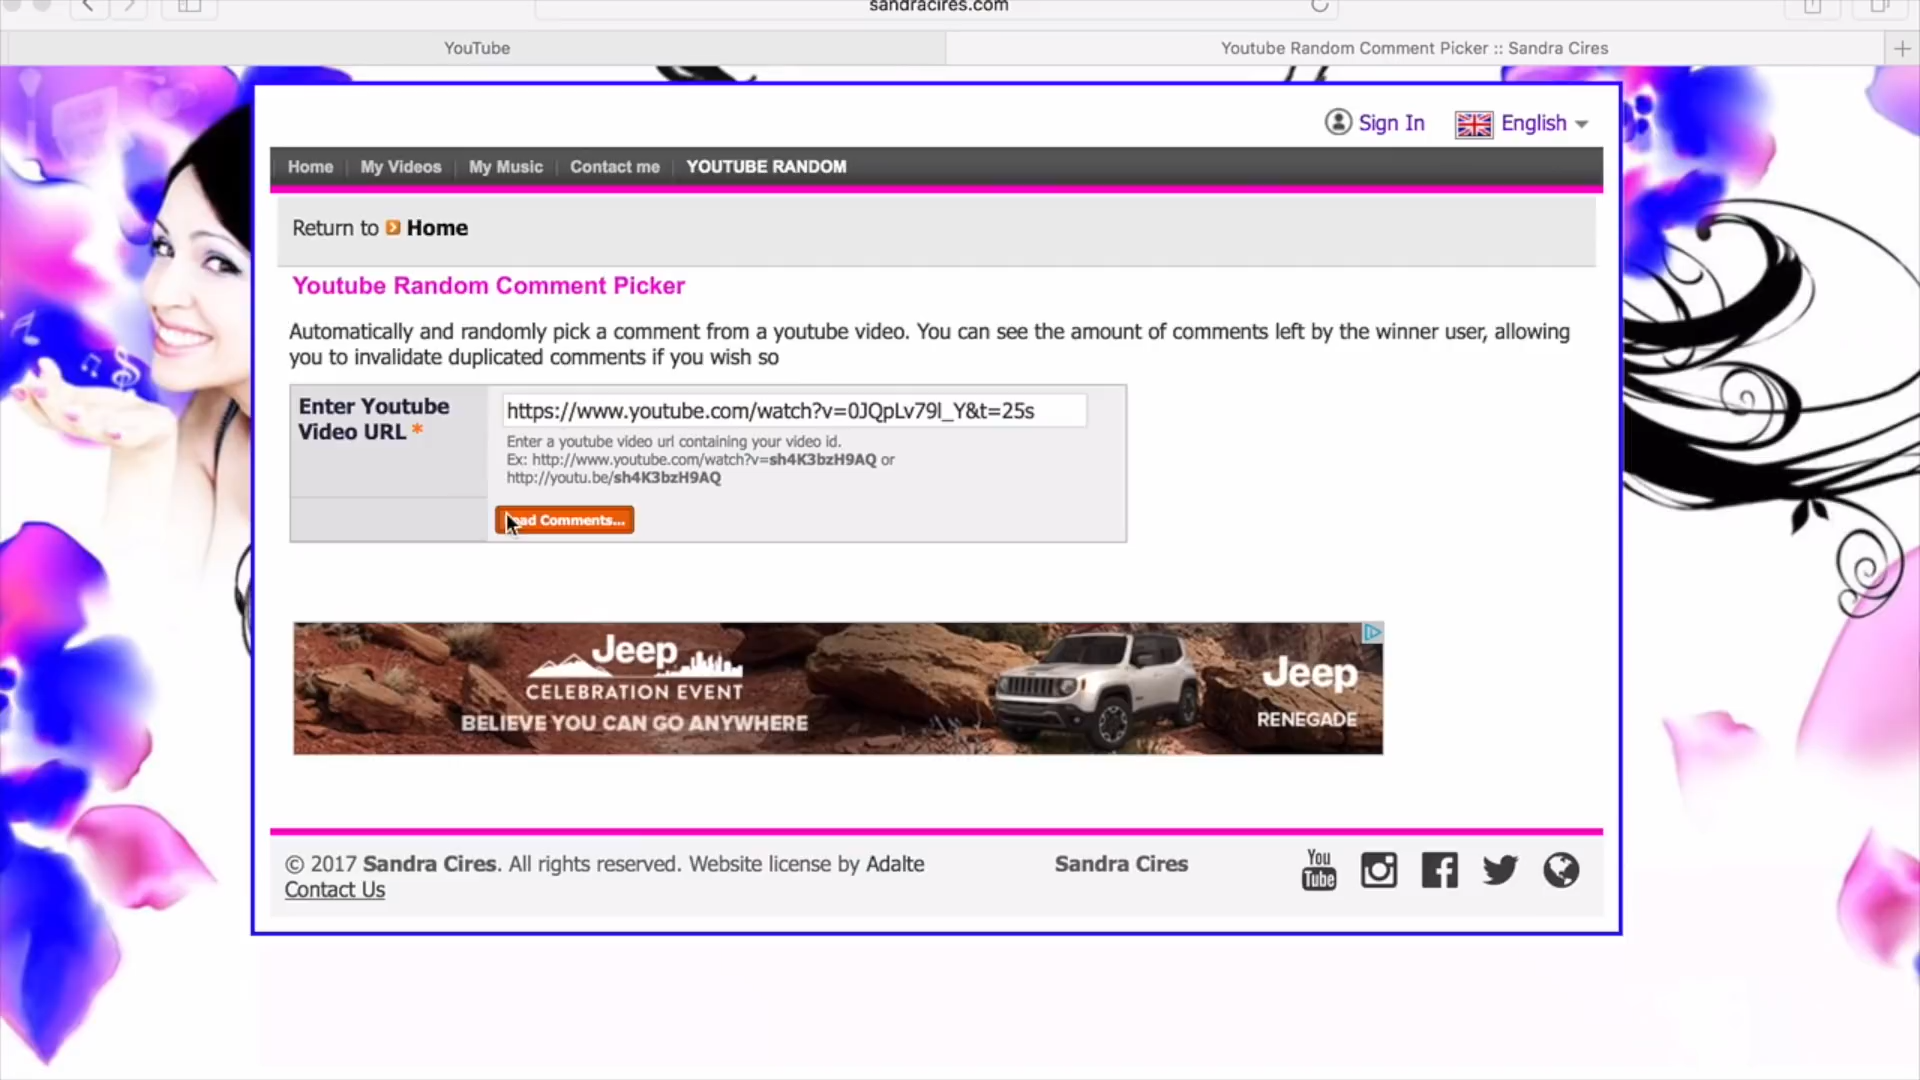 sandracires.com
YouTube
Youtube Random Comment Picker :: Sandra Cires
Sign In
English
Home
My Videos
My Music
Contact me
YOUTUBE RANDOM
Return to Home
Youtube Random Comment Picker
Automatically and randomly pick a comment from a youtube video. You can see the amount of comments left by the winner user, allowing
you to invalidate duplicated comments if you wish so
Enter Youtube
Video URL *
https://www.youtube.com/watch?v=0JQpLv79l_Y&t=25s
Enter a youtube video url containing your video id.
Ex: http://www.youtube.com/watch?v=sh4K3bzH9AQ or
http://youtu.be/sh4K3bzH9AQ
Comments...
Jeep
CELEBRATION EVENT
BELIEVE YOU CAN GO ANYWHERE
Jeep
RENEGADE
© 2017 Sandra Cires. All rights reserved. Website license by Adalte
Contact Us
Sandra Cires
You
Tube